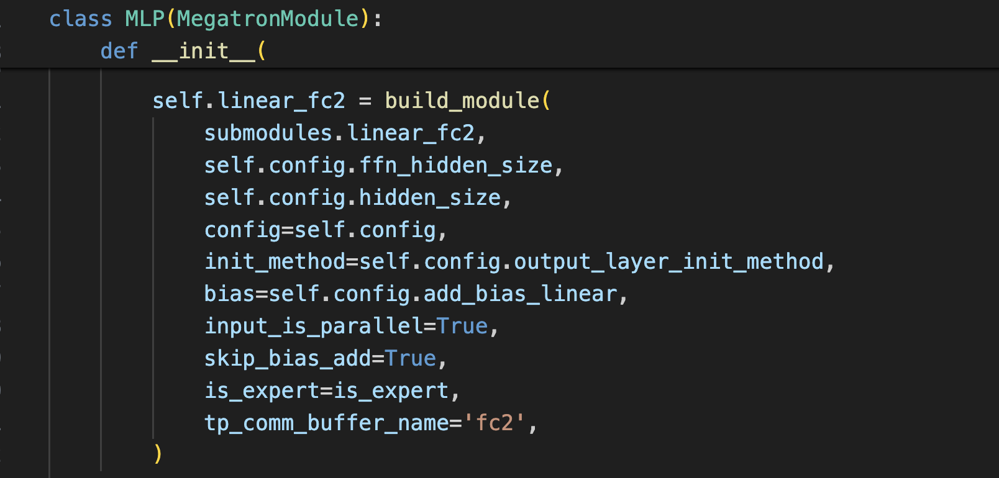 class MLP(MegatronModule):
def __init__(
self.linear_fc2 = build_module(
submodules.linear_fc2,
self.config.ffn_hidden_size,
self.config.hidden_size,
config=self.config,
init_method=self.config.output_layer_init_method,
bias=self.config.add_bias_linear,
input_is_parallel=True,
skip_bias_add=True,
is_expert=is_expert,
tp_comm_buffer_name='fc2',
)